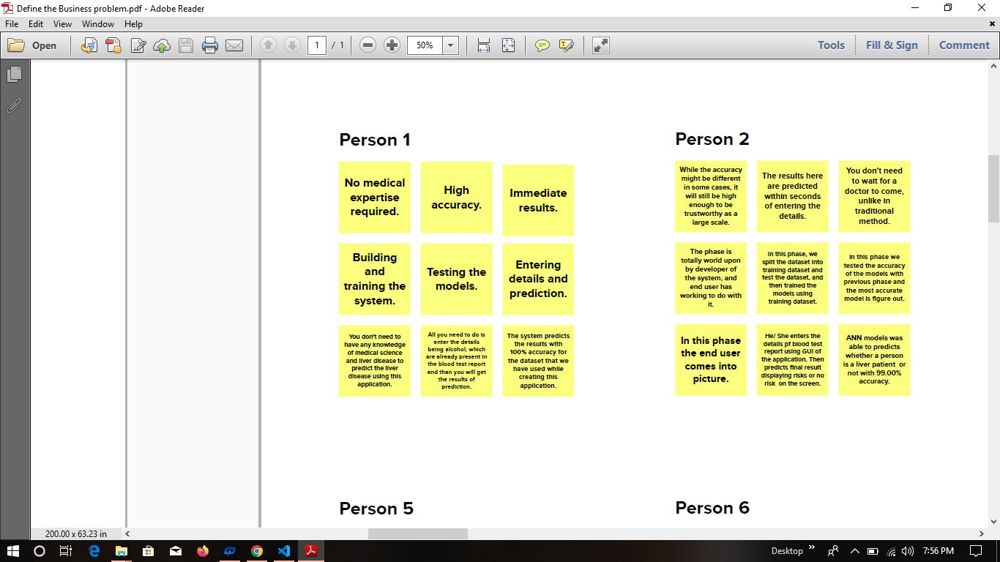 Define the Business problem.pdf - Adobe Reader
File Edit View Window Help
Open
1 / 1
50%
Tools
Fill & Sign
Comment
Person 1
No medical
expertise
required.
High
accuracy.
Immediate
results.
Building
and
training the
system.
Testing the
models.
Entering
details and
prediction.
You don't need to
have any knowledge
of medical science
and liver disease to
predict the liver
disease using this
application.
All you need to do is
enter the details
being alcohol, which
are already present in
the blood test report
and than you will get
the results of
prediction.
The system predicts
the results with
100% accuracy for
the dataset that we
have used while
creating this
application.
Person 2
While the accuracy
might be different
in some cases, it
will still be high
enough to be
trustworthy as a
large scale.
The results here
are predicted
within seconds
of entering the
details.
You don't need
to wait for a
doctor to come,
unlike in
traditional
method.
The phase is
totally world upon
by developer of
the system, and
end user has
working to do with
it.
In this phase, we
split the dataset into
training dataset and
test the dataset, and
then trained the
models using
training dataset.
In this phase we
tested the accuracy
of the models with
previous phase and
the most accurate
model is figure out.
In this phase
the end user
comes into
picture.
He/ She enters the
details pf blood test
report using GUI of
the application. Then
predicts final result
displaying risks or no
risk on the screen.
ANN models was
able to predicts
whether a person
is a liver patient or
not with 99.00%
accuracy.
Person 5
Person 6
200.00 x 63.23 in
Desktop
7:56 PM